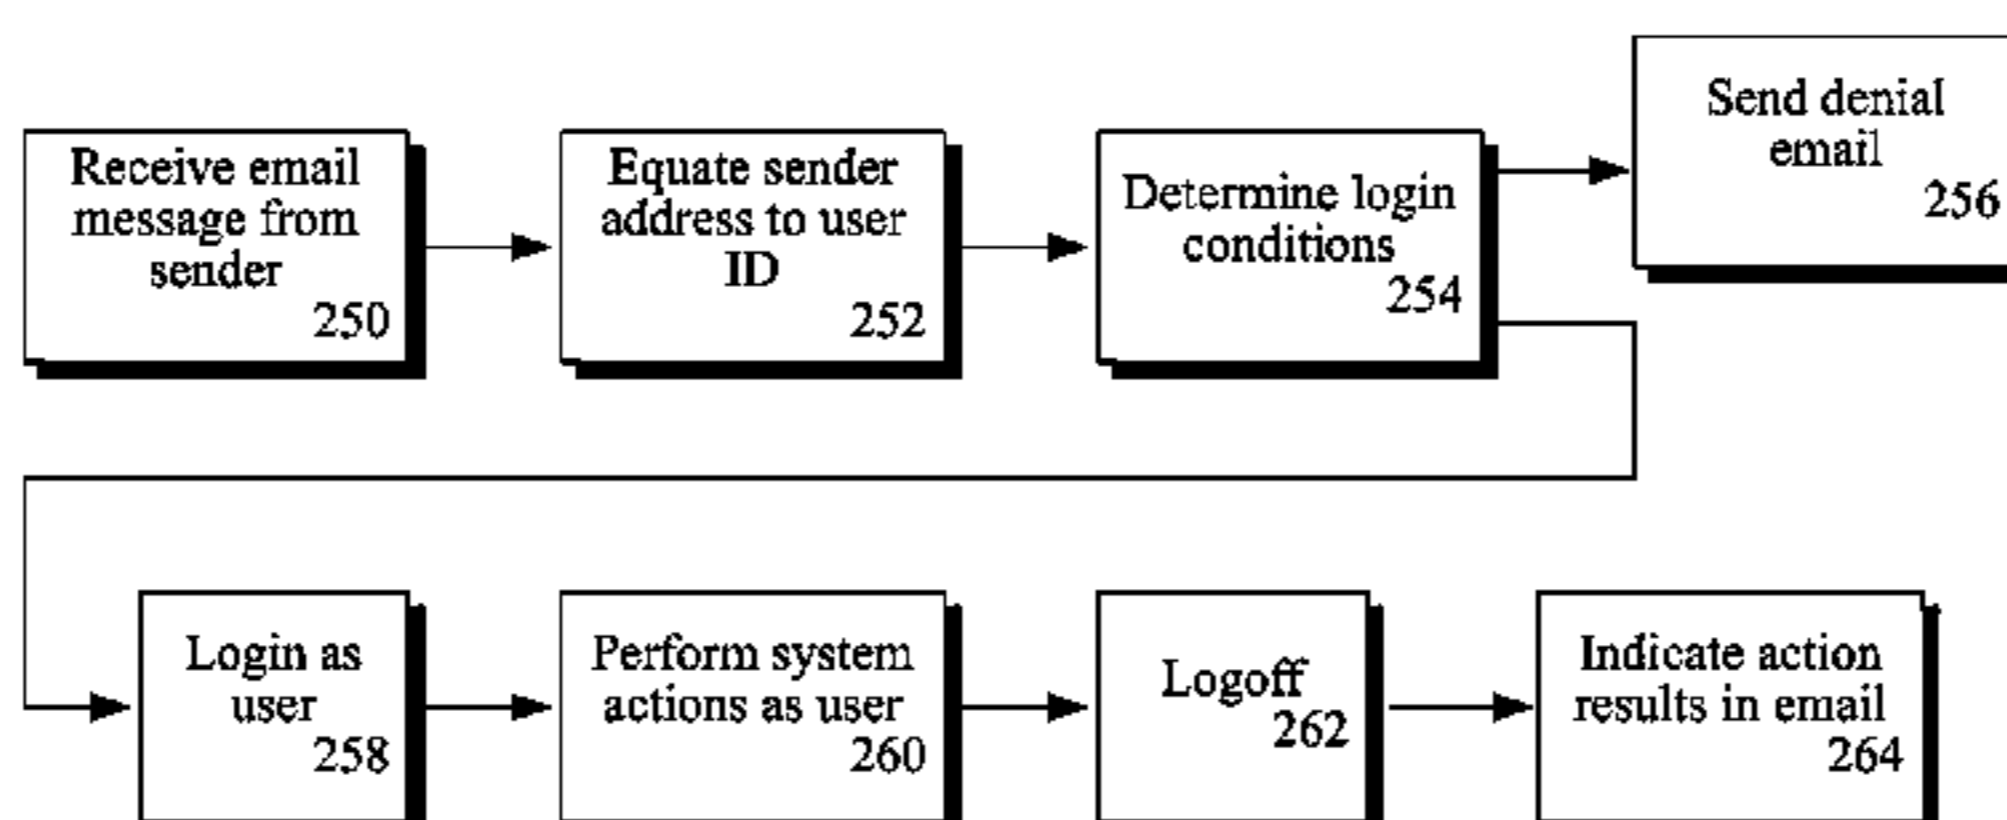 Receive email
message from
sender
250
Equate sender
address to user
ID
252
Determine login
conditions
254
Send denial
email
256
Login as
user
258
Perform system
actions as user
260
Logoff
262
Indicate action
results in email
264